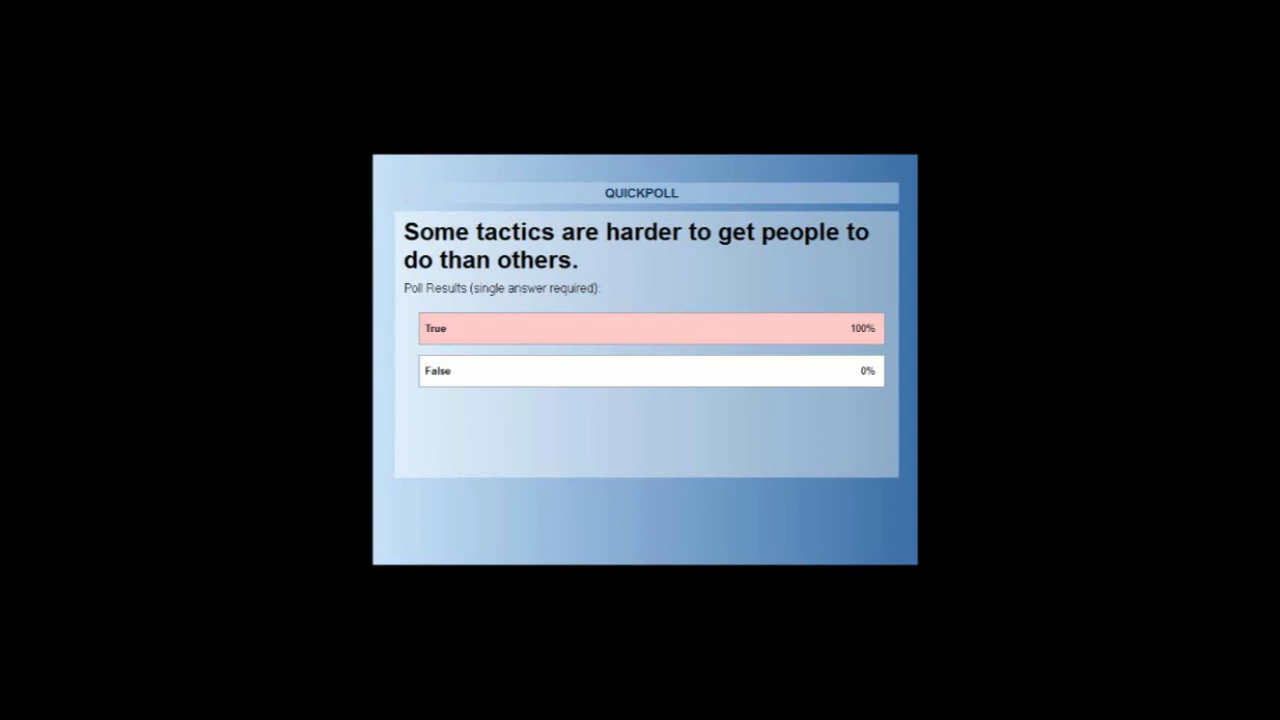 QUICKPOLL
Some tactics are harder to get people to
do than others.
Poll Results (single answer required):
True 100%
False 0%